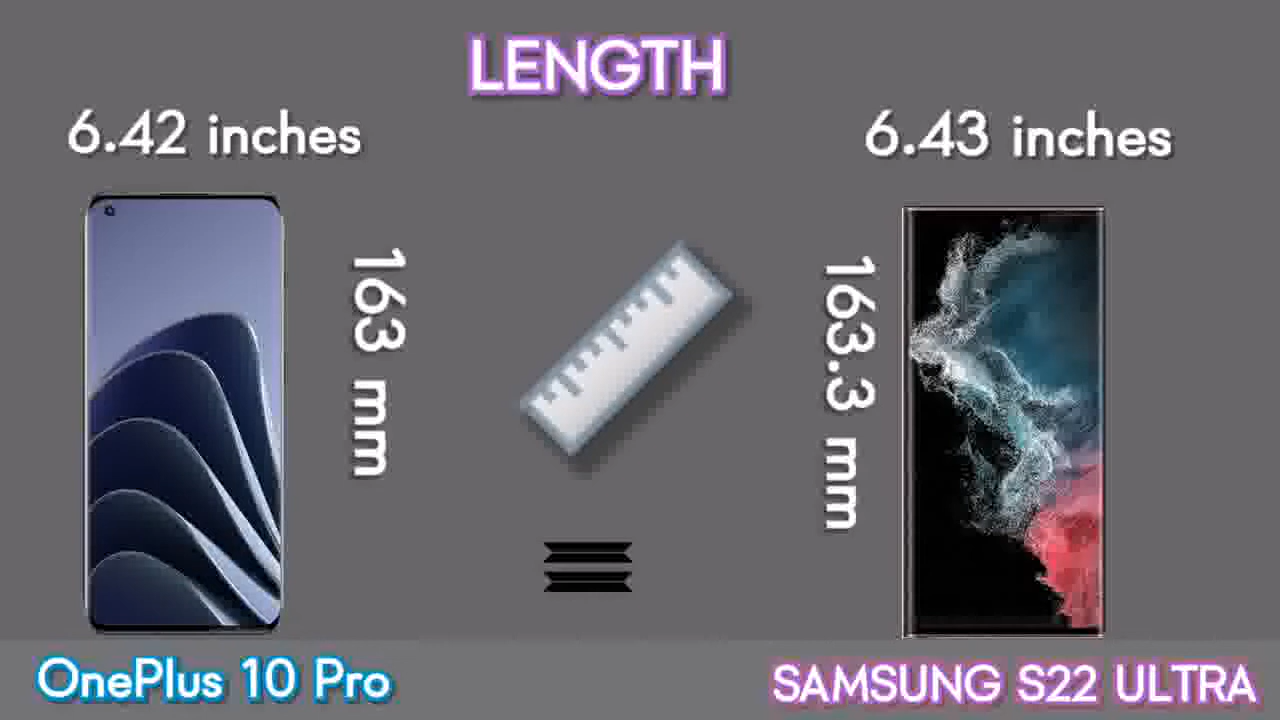 LENGTH
6.42 inches
6.43 inches
163 mm
163.3 mm
OnePlus 10 Pro
SAMSUNG S22 ULTRA